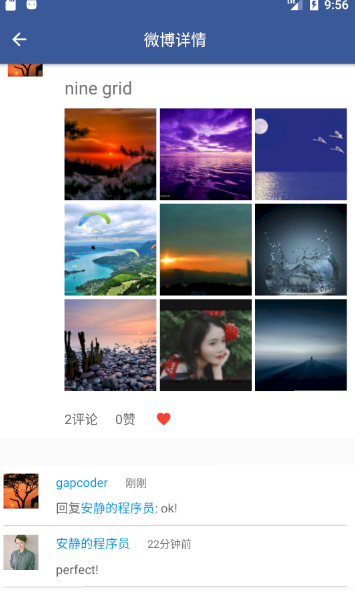 9:56
微博详情
nine grid
2评论 0赞
gapcoder 刚刚
回复安静的程序员: ok!
安静的程序员 22分钟前
perfect!